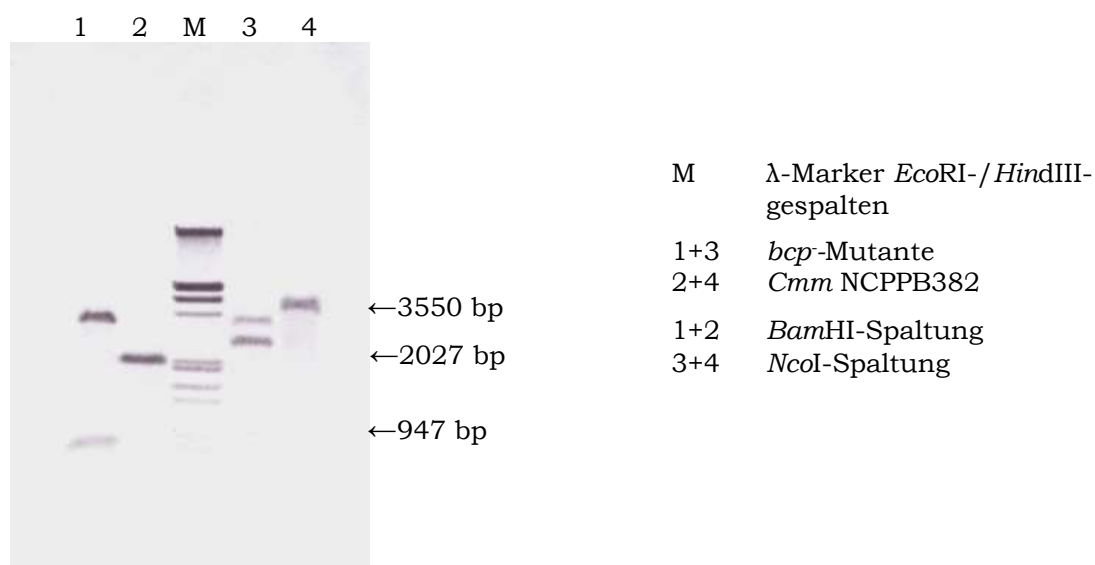 1 2 M 3 4
←3550 bp
←2027 bp
←947 bp
M λ-Marker EcoRI-/HindIII-
gespalten
1+3 bcp⁻-Mutante
2+4 Cmm NCPPB382
1+2 BamHI-Spaltung
3+4 NcoI-Spaltung